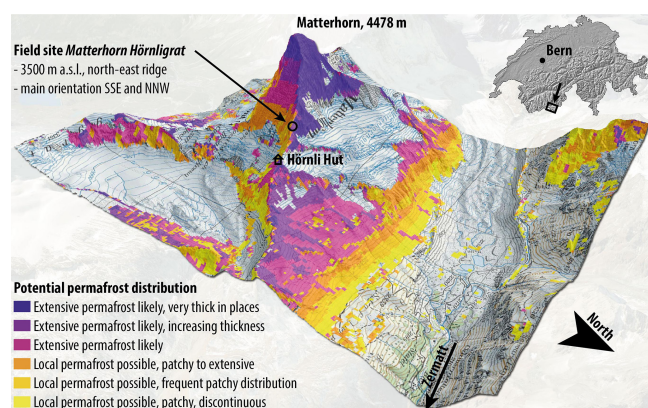 Matterhorn, 4478 m
Field site Matterhorn Hörnligrat
- 3500 m a.s.l., north-east ridge
- main orientation SSE and NNW
Bern
Hörnli Hut
Potential permafrost distribution
Extensive permafrost likely, very thick in places
Extensive permafrost likely, increasing thickness
Extensive permafrost likely
Local permafrost possible, patchy to extensive
Local permafrost possible, frequent patchy distribution
Local permafrost possible, patchy, discontinuous
North
Zermatt